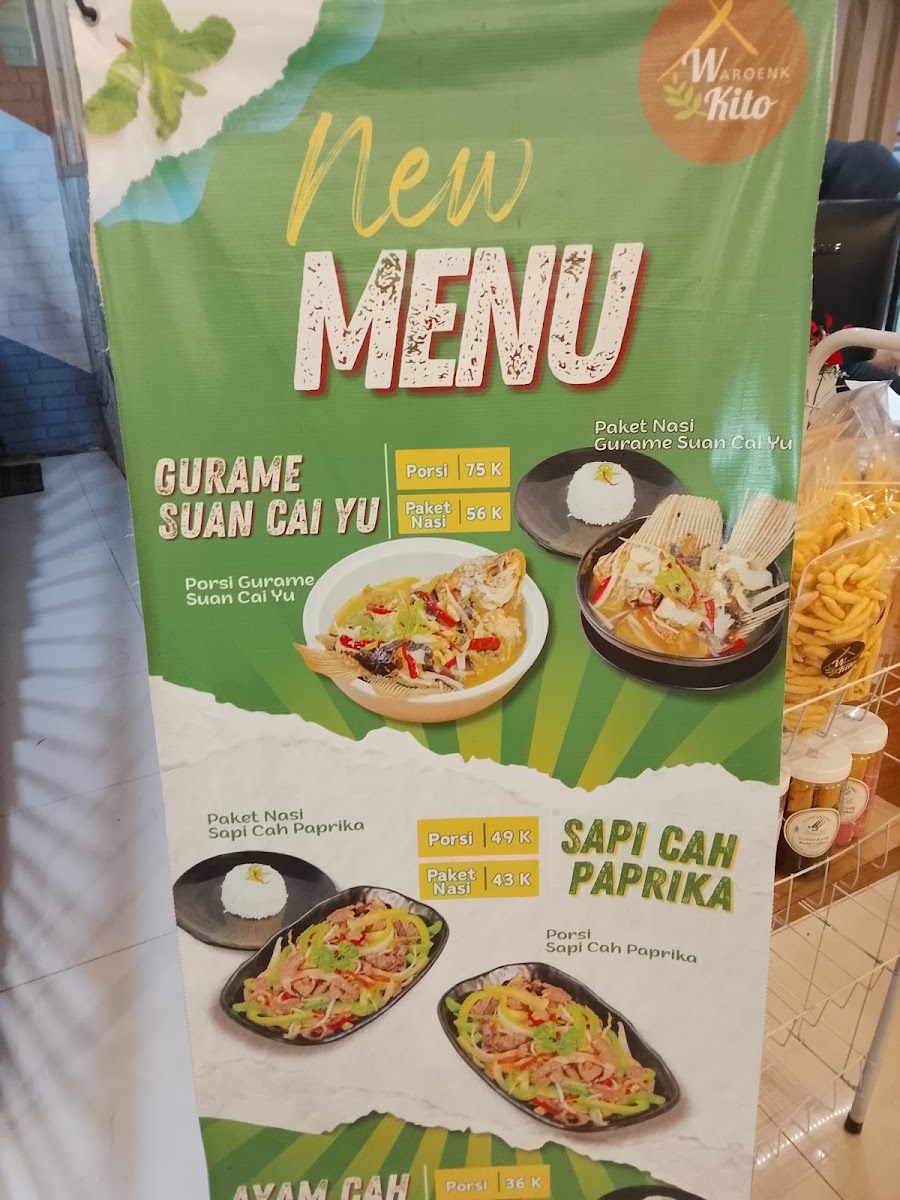 WAROENK
Kito
New
MENU
GURAME
SUAN CAI YU
Porsi 75 K
Paket Nasi 56 K
Paket Nasi
Gurame Suan Cai Yu
Porsi Gurame
Suan Cai Yu
Paket Nasi
Sapi Cah Paprika
Porsi 49 K
Paket Nasi 43 K
SAPI CAH
PAPRIKA
Porsi
Sapi Cah Paprika
AYAM CAH
Porsi 36 K